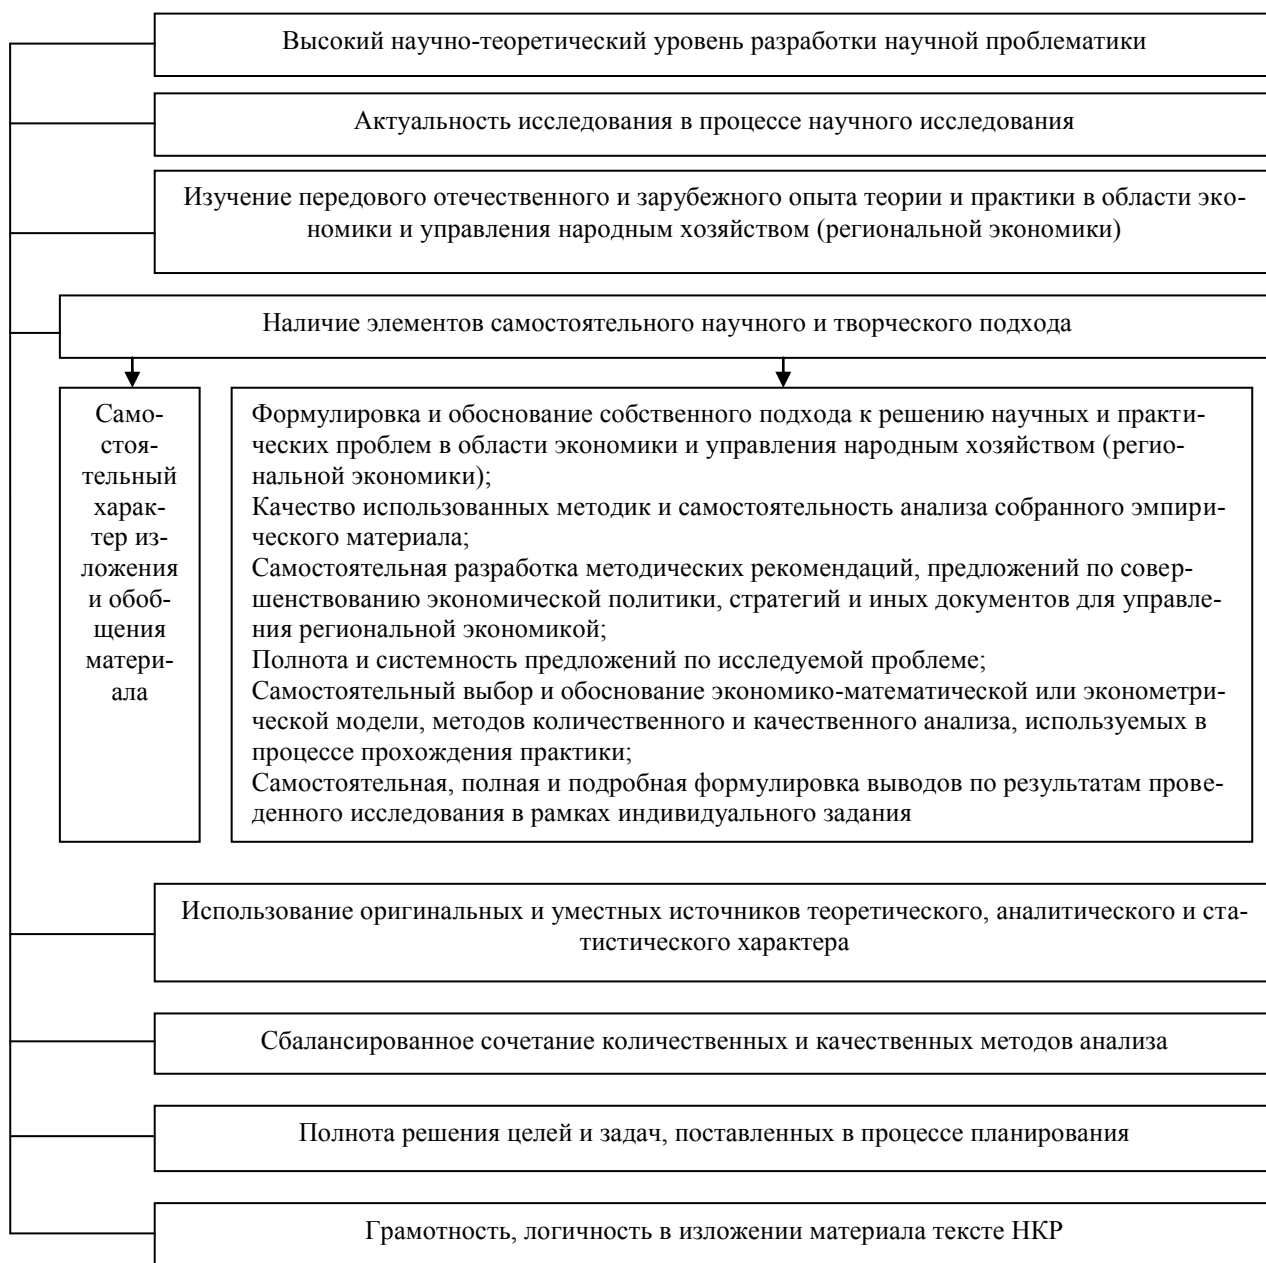 Высокий научно-теоретический уровень разработки научной проблематики
Актуальность исследования в процессе научного исследования
Изучение передового отечественного и зарубежного опыта теории и практики в области эко-
номики и управления народным хозяйством (региональной экономики)
Наличие элементов самостоятельного научного и творческого подхода
Само-
стоя-
тельный
харак-
тер из-
ложения
и обоб-
щения
матери-
ала
Формулировка и обоснование собственного подхода к решению научных и практи-
ческих проблем в области экономики и управления народным хозяйством (регио-
нальной экономики);
Качество использованных методик и самостоятельность анализа собранного эмпири-
ческого материала;
Самостоятельная разработка методических рекомендаций, предложений по совер-
шенствованию экономической политики, стратегий и иных документов для управле-
ния региональной экономикой;
Полнота и системность предложений по исследуемой проблеме;
Самостоятельный выбор и обоснование экономико-математической или эконометри-
ческой модели, методов количественного и качественного анализа, используемых в
процессе прохождения практики;
Самостоятельная, полная и подробная формулировка выводов по результатам прове-
денного исследования в рамках индивидуального задания
Использование оригинальных и уместных источников теоретического, аналитического и ста-
тистического характера
Сбалансированное сочетание количественных и качественных методов анализа
Полнота решения целей и задач, поставленных в процессе планирования
Грамотность, логичность в изложении материала тексте НКР